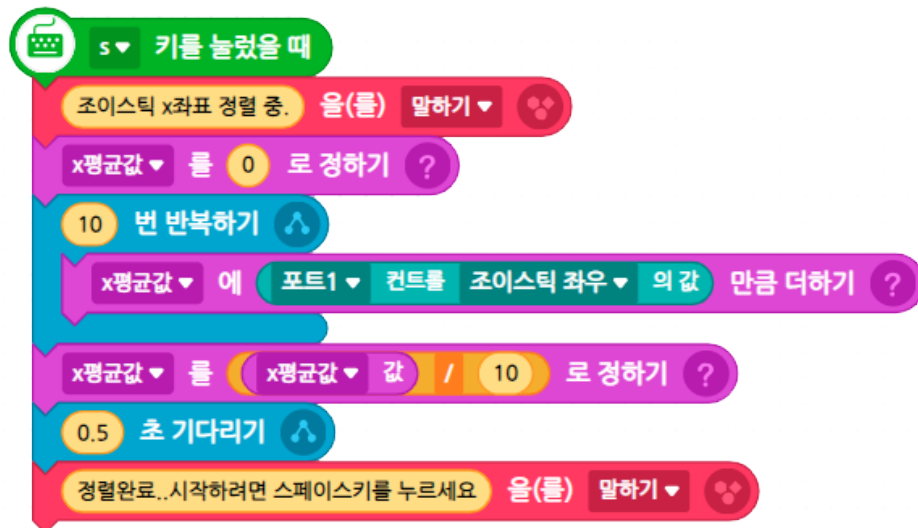 s 키를 눌렀을 때
조이스틱 x좌표 정렬 중. 을(를) 말하기
x평균값 를 0 로 정하기 ?
10 번 반복하기
x평균값 에 포트1 컨트롤 조이스틱 좌우 의 값 만큼 더하기 ?
x평균값 를 x평균값 값 / 10 로 정하기 ?
0.5 초 기다리기
정렬완료..시작하려면 스페이스키를 누르세요 을(를) 말하기